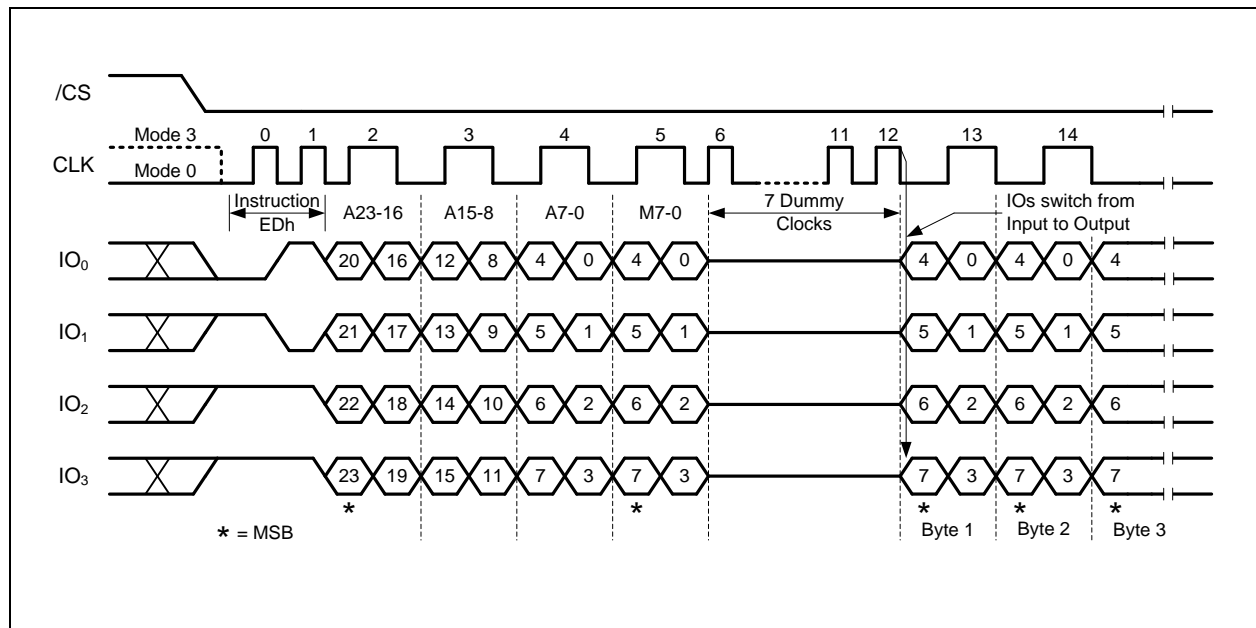 /CS
Mode 3 0 1 2 3 4 5 6 11 12 13 14
CLK
Mode 0
Instruction A23-16 A15-8 A7-0 M7-0 7 Dummy IOs switch from
EDh Clocks Input to Output
IO₀ 20 16 12 8 4 0 4 0 4 0 4 0 4
IO₁ 21 17 13 9 5 1 5 1 5 1 5 1 5
IO₂ 22 18 14 10 6 2 6 2 6 2 6 2 6
IO₃ 23 19 15 11 7 3 7 3 7 3 7 3 7
* * * * *
* = MSB Byte 1 Byte 2 Byte 3